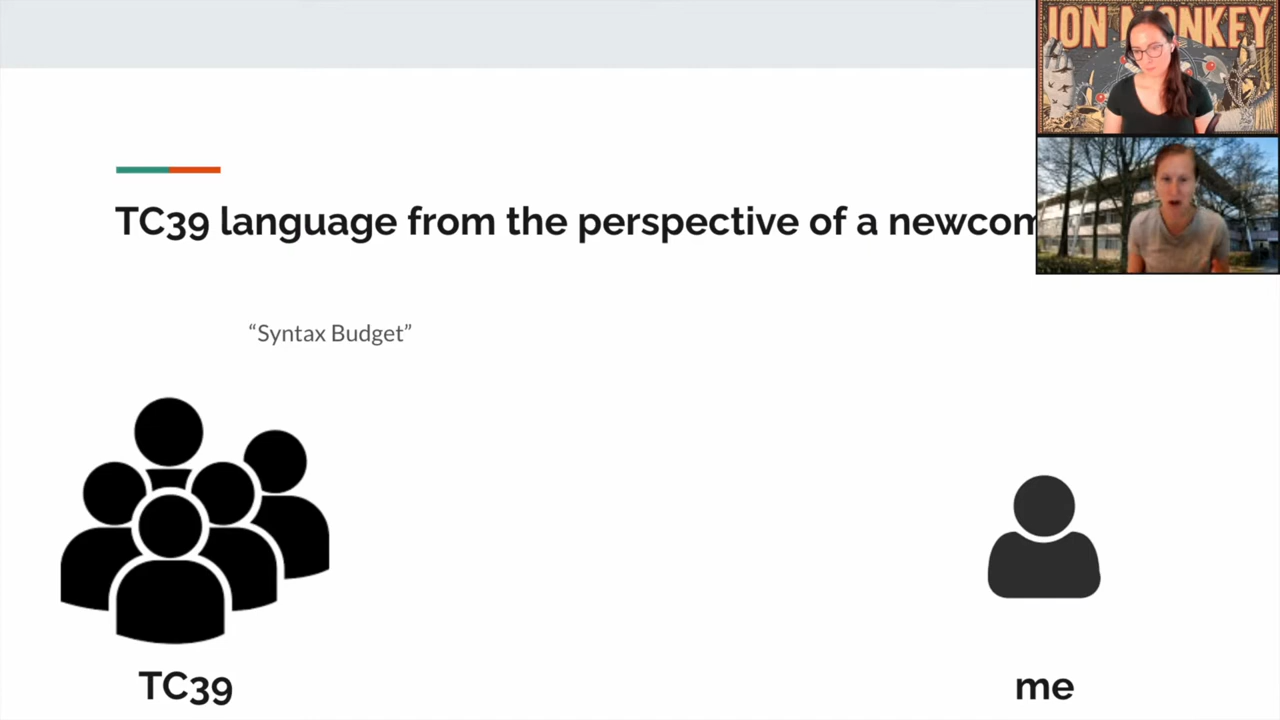 ION MONKEY
TC39 language from the perspective of a newcom
“Syntax Budget”
TC39
me